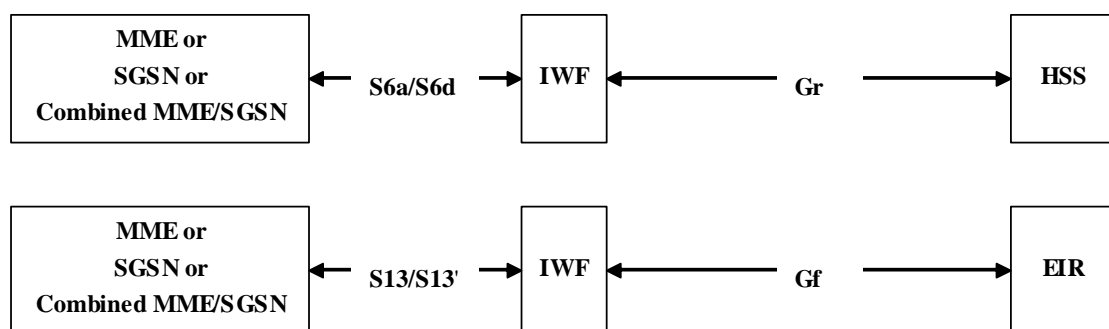 MME or
SGSN or
Combined MME/SGSN
S6a/S6d
IWF
Gr
HSS
MME or
SGSN or
Combined MME/SGSN
S13/S13'
IWF
Gf
EIR